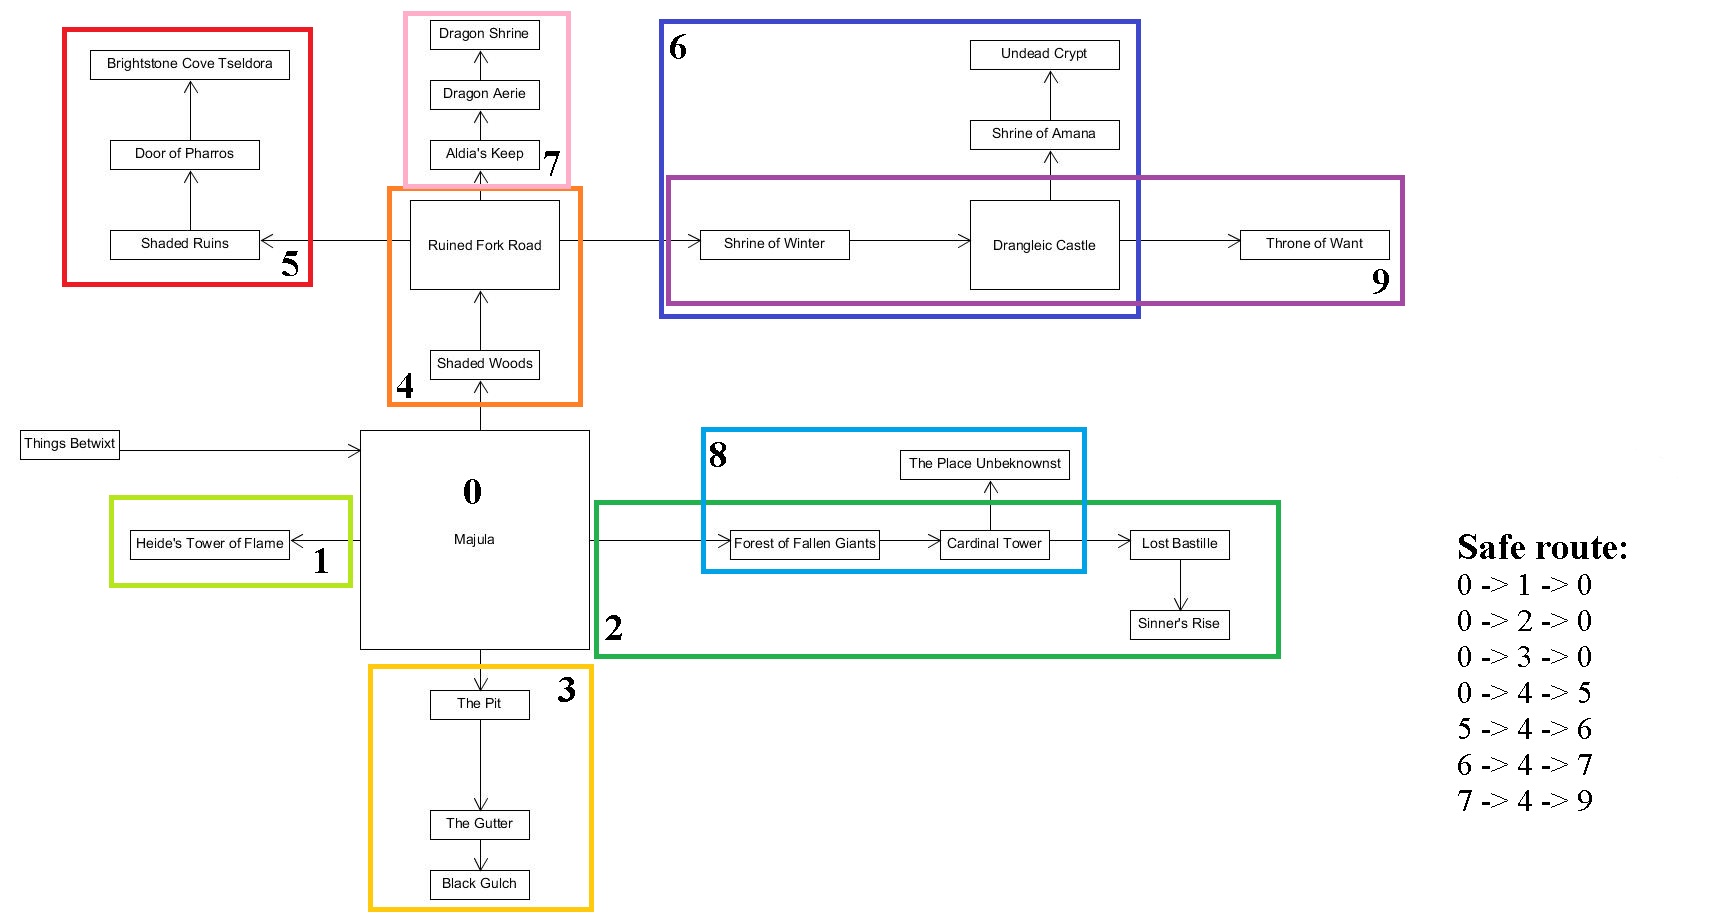 Brightstone Cove Tseldora
Door of Pharros
Shaded Ruins
5
Dragon Shrine
Dragon Aerie
Aldia's Keep
7
Ruined Fork Road
Shaded Woods
4
6
Undead Crypt
Shrine of Amana
Shrine of Winter
Drangleic Castle
Throne of Want
9
Things Betwixt
0
Majula
Heide's Tower of Flame
1
8
The Place Unbeknownst
Forest of Fallen Giants
Cardinal Tower
Lost Bastille
Sinner's Rise
2
3
The Pit
The Gutter
Black Gulch
Safe route:
0 -> 1 -> 0
0 -> 2 -> 0
0 -> 3 -> 0
0 -> 4 -> 5
5 -> 4 -> 6
6 -> 4 -> 7
7 -> 4 -> 9